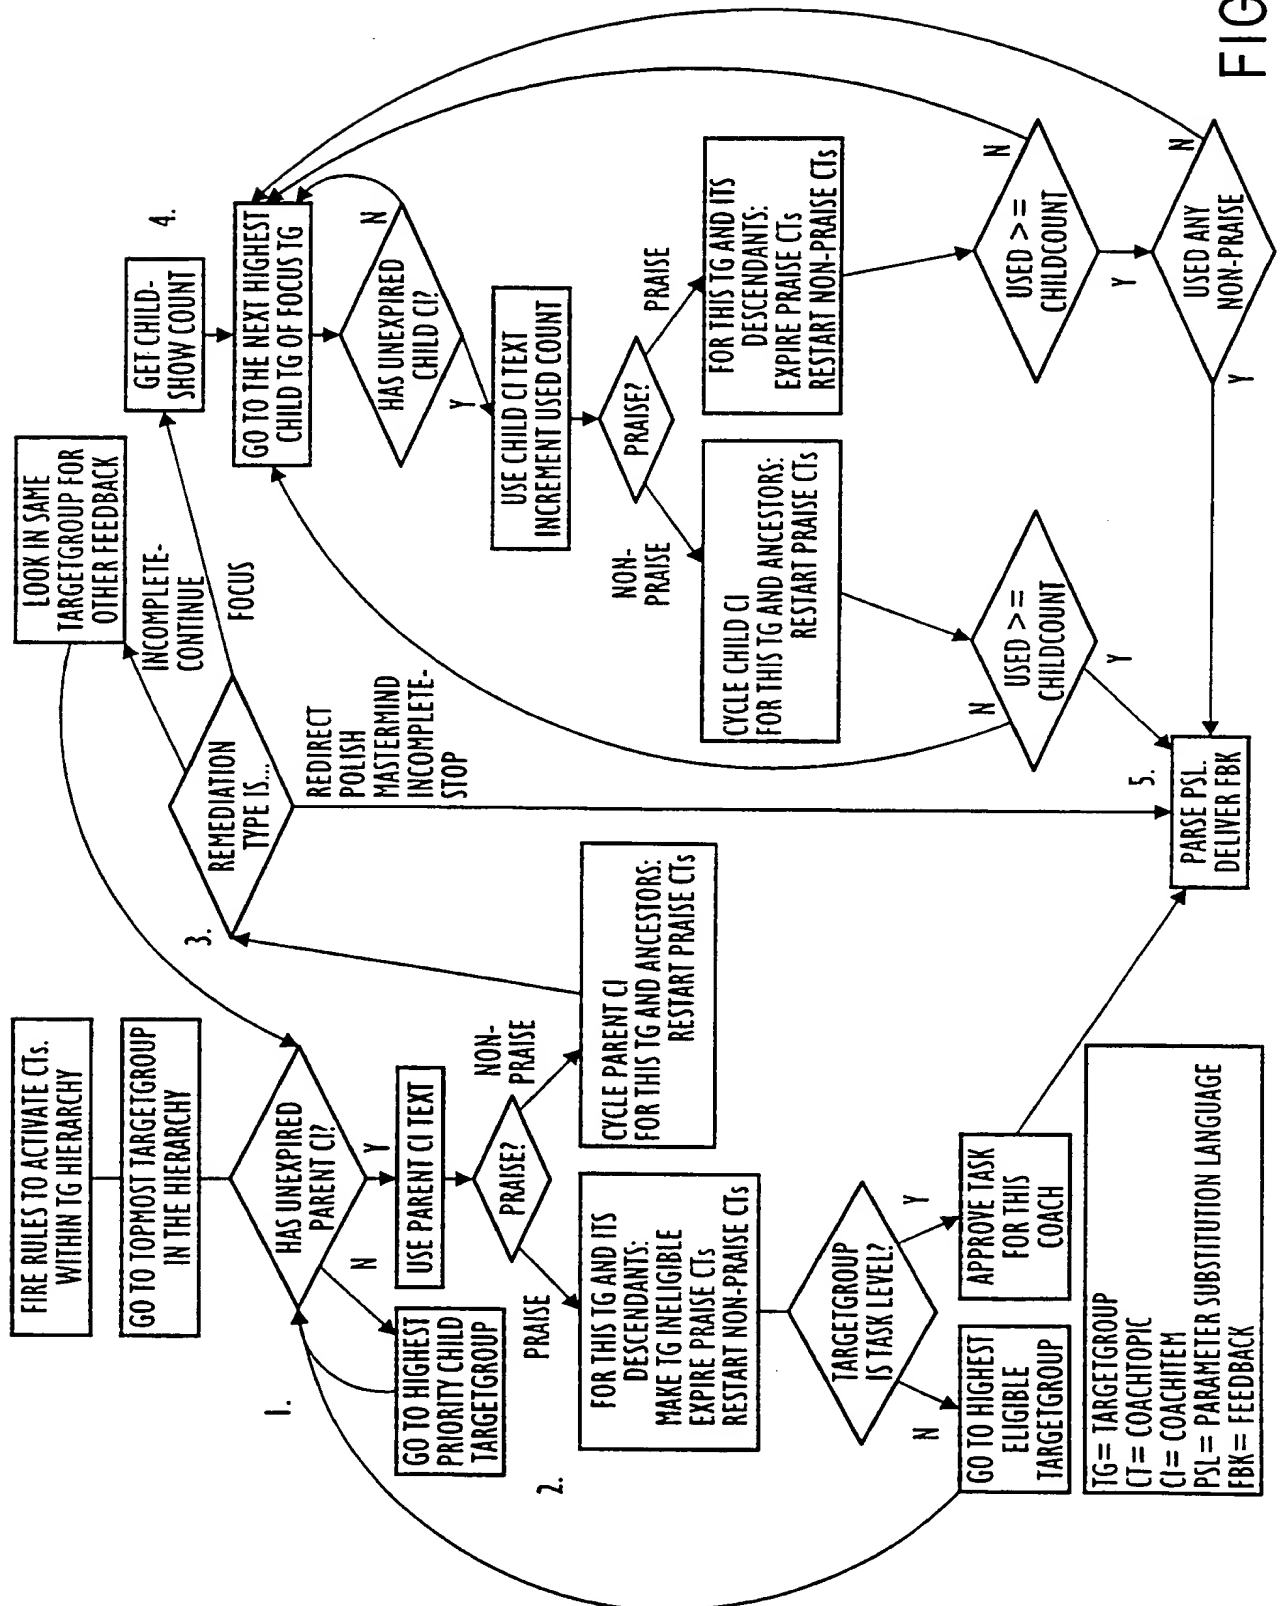 FIRE RULES TO ACTIVATE CTs.
WITHIN TG HIERARCHY
GO TO TOPMOST TARGETGROUP
IN THE HIERARCHY
1.
HAS UNEXPIRED
PARENT CI?
N
Y
GO TO HIGHEST
PRIORITY CHILD
TARGETGROUP
USE PARENT CI TEXT
2.
PRAISE?
PRAISE
NON-
PRAISE
FOR THIS TG AND ITS
DESCENDANTS:
MAKE TG INELIGIBLE
EXPIRE PRAISE CTs
RESTART NON-PRAISE CTs
CYCLE PARENT CI
FOR THIS TG AND ANCESTORS:
RESTART PRAISE CTs
TARGETGROUP
IS TASK LEVEL?
N
Y
GO TO HIGHEST
ELIGIBLE
TARGETGROUP
APPROVE TASK
FOR THIS
COACH
TG= TARGETGROUP
CT= COACHTOPIC
CI= COACHITEM
PSL= PARAMETER SUBSTITUTION LANGUAGE
FBK= FEEDBACK
3.
REMEDIATION
TYPE IS...
LOOK IN SAME
TARGETGROUP FOR
OTHER FEEDBACK
INCOMPLETE-
CONTINUE
FOCUS
REDIRECT
POLISH
MASTERMIND
INCOMPLETE-
STOP
4.
GET CHILD-
SHOW COUNT
GO TO THE NEXT HIGHEST
CHILD TG OF FOCUS TG
HAS UNEXPIRED
CHILD CI?
N
Y
USE CHILD CI TEXT
INCREMENT USED COUNT
PRAISE?
NON-
PRAISE
PRAISE
CYCLE CHILD CI
FOR THIS TG AND ANCESTORS:
RESTART PRAISE CTs
FOR THIS TG AND ITS
DESCENDANTS:
EXPIRE PRAISE CTs
RESTART NON-PRAISE CTs
USED >=
CHILDCOUNT
N
Y
USED >=
CHILDCOUNT
N
Y
USED ANY
NON-PRAISE
N
Y
5.
PARSE PSL.
DELIVER FBK
FIG